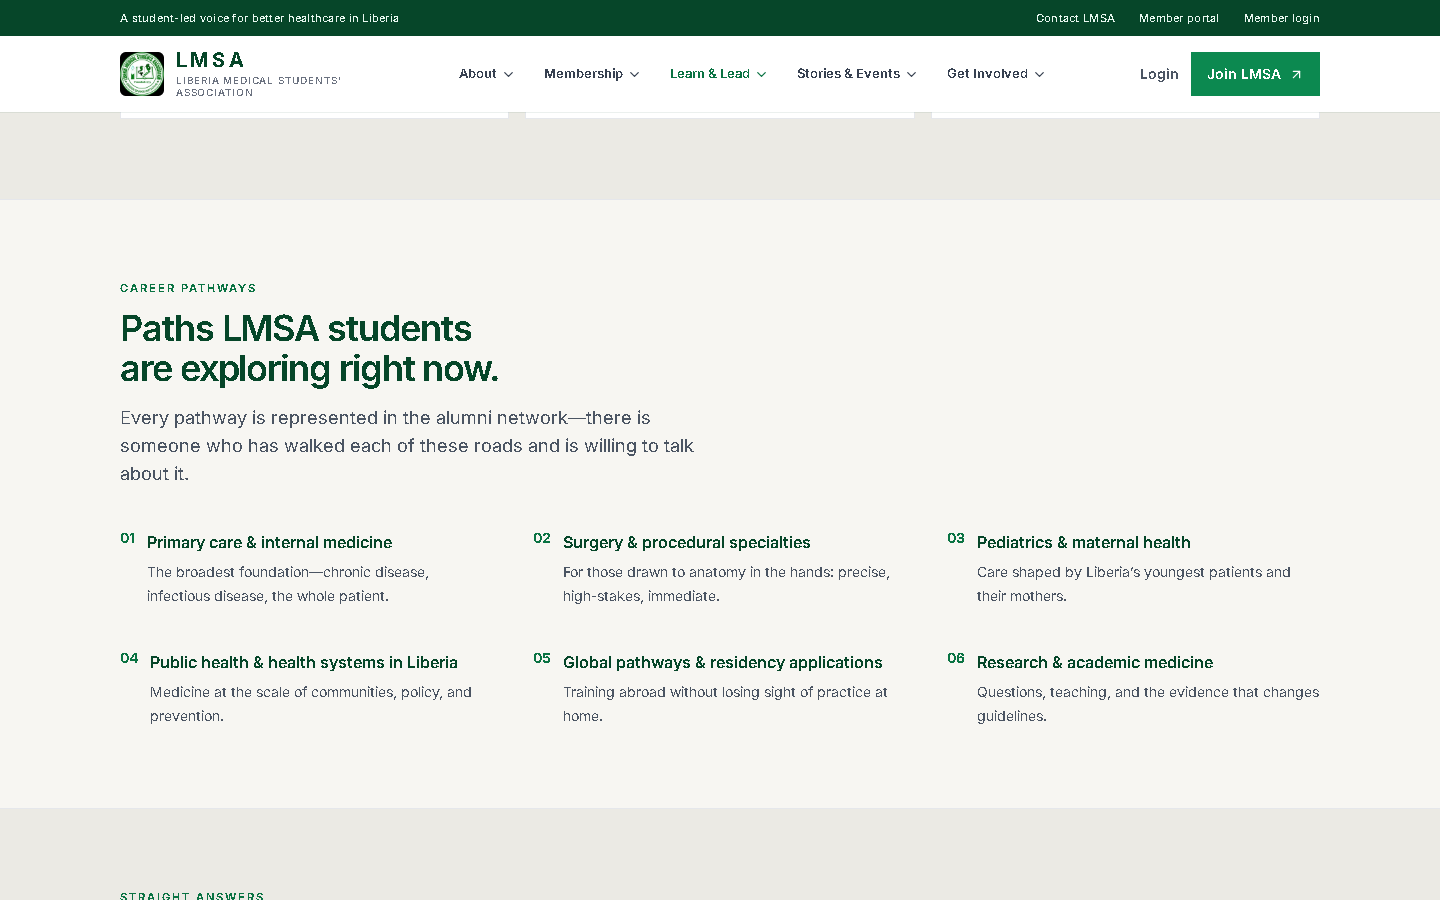 A student-led voice for better healthcare in Liberia
Contact LMSA
Member portal
Member login
LMSA
LIBERIA MEDICAL STUDENTS'
ASSOCIATION
About
Membership
Learn & Lead
Stories & Events
Get Involved
Login
Join LMSA
CAREER PATHWAYS
Paths LMSA students
are exploring right now.
Every pathway is represented in the alumni network—there is
someone who has walked each of these roads and is willing to talk
about it.
01 Primary care & internal medicine
The broadest foundation—chronic disease,
infectious disease, the whole patient.
02 Surgery & procedural specialties
For those drawn to anatomy in the hands: precise,
high-stakes, immediate.
03 Pediatrics & maternal health
Care shaped by Liberia’s youngest patients and
their mothers.
04 Public health & health systems in Liberia
Medicine at the scale of communities, policy, and
prevention.
05 Global pathways & residency applications
Training abroad without losing sight of practice at
home.
06 Research & academic medicine
Questions, teaching, and the evidence that changes
guidelines.
STRAIGHT ANSWERS